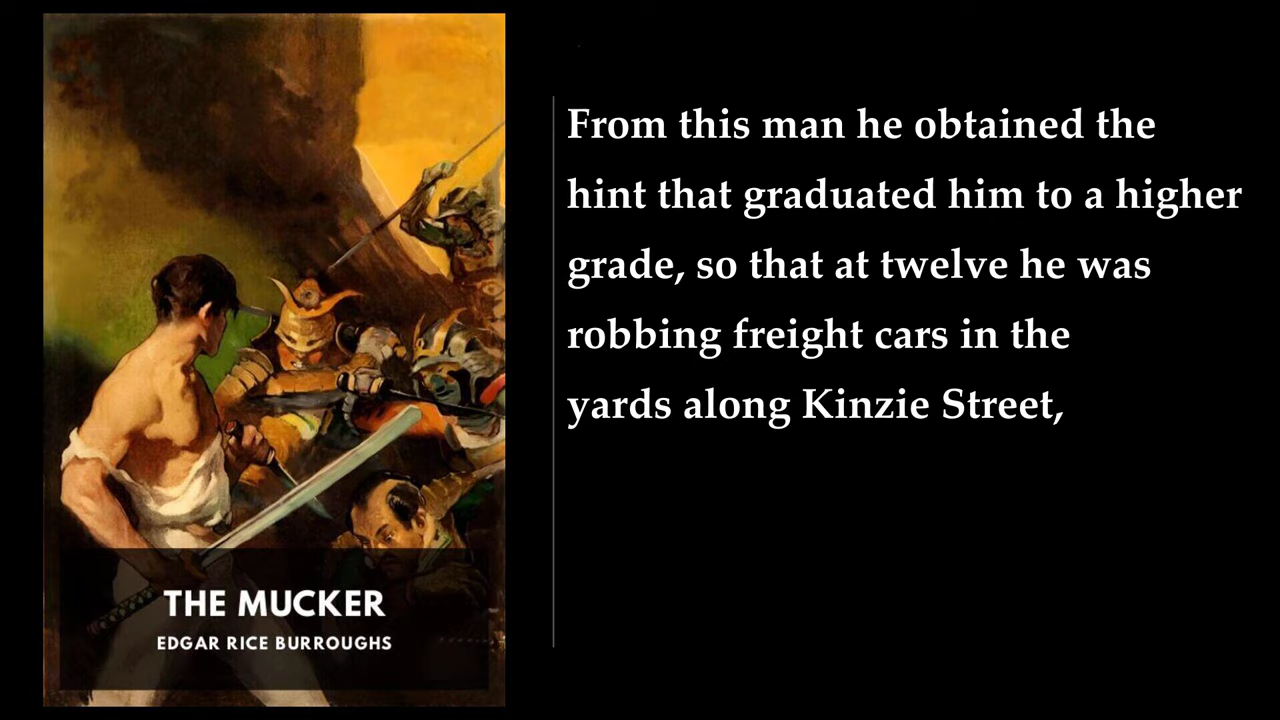 THE MUCKER
EDGAR RICE BURROUGHS
From this man he obtained the
hint that graduated him to a higher
grade, so that at twelve he was
robbing freight cars in the
yards along Kinzie Street,